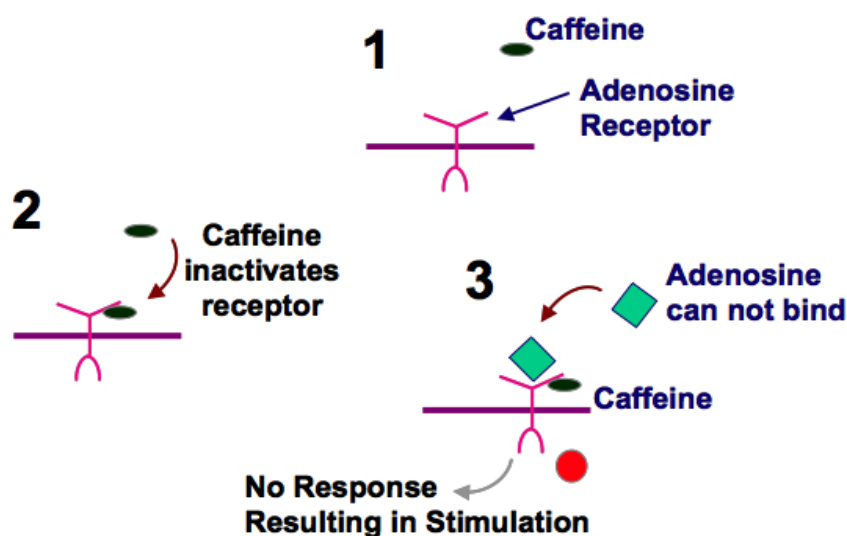 1
Caffeine
Adenosine
Receptor
2
Caffeine
inactivates
receptor
3
Adenosine
can not bind
Caffeine
No Response
Resulting in Stimulation